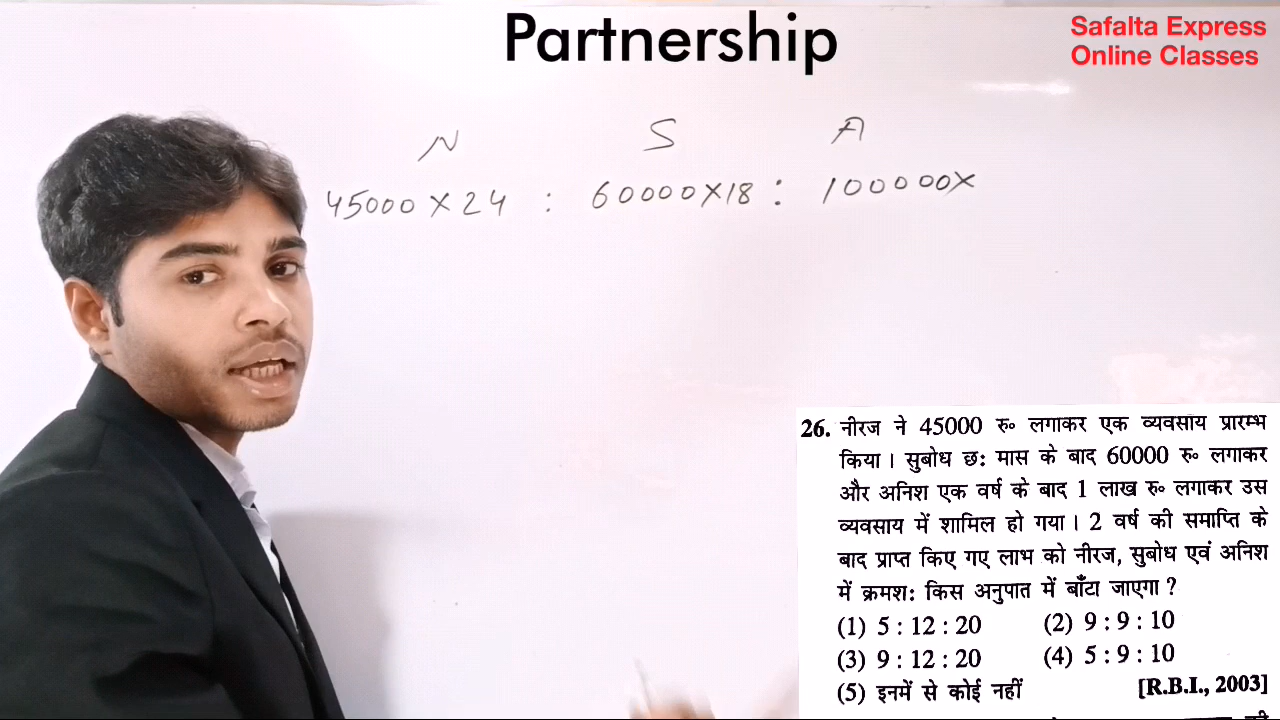 Partnership
Safalta Express
Online Classes
N S A
45000 × 24 : 60000×18 : 100000×
26. नीरज ने 45000 रु० लगाकर एक व्यवसाय प्रारम्भ
किया। सुबोध छः मास के बाद 60000 रु० लगाकर
और अनिश एक वर्ष के बाद 1 लाख रु० लगाकर उस
व्यवसाय में शामिल हो गया। 2 वर्ष की समाप्ति के
बाद प्राप्त किए गए लाभ को नीरज, सुबोध एवं अनिश
में क्रमशः किस अनुपात में बाँटा जाएगा ?
(1) 5 : 12 : 20 (2) 9 : 9 : 10
(3) 9 : 12 : 20 (4) 5 : 9 : 10
(5) इनमें से कोई नहीं [R.B.I., 2003]